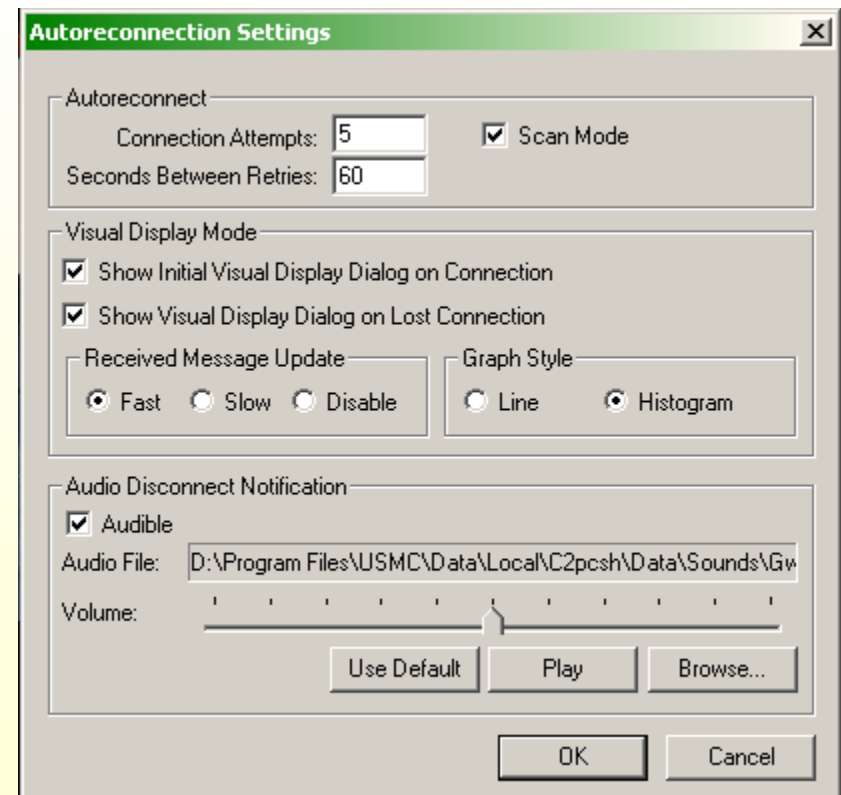 Autoreconnection Settings
Autoreconnect
Connection Attempts: 5
Scan Mode
Seconds Between Retries: 60
Visual Display Mode
Show Initial Visual Display Dialog on Connection
Show Visual Display Dialog on Lost Connection
Received Message Update
Fast Slow Disable
Graph Style
Line Histogram
Audio Disconnect Notification
Audible
Audio File: D:\Program Files\USMC\Data\Local\C2pcsh\Data\Sounds\Gw
Volume:
Use Default Play Browse...
OK Cancel